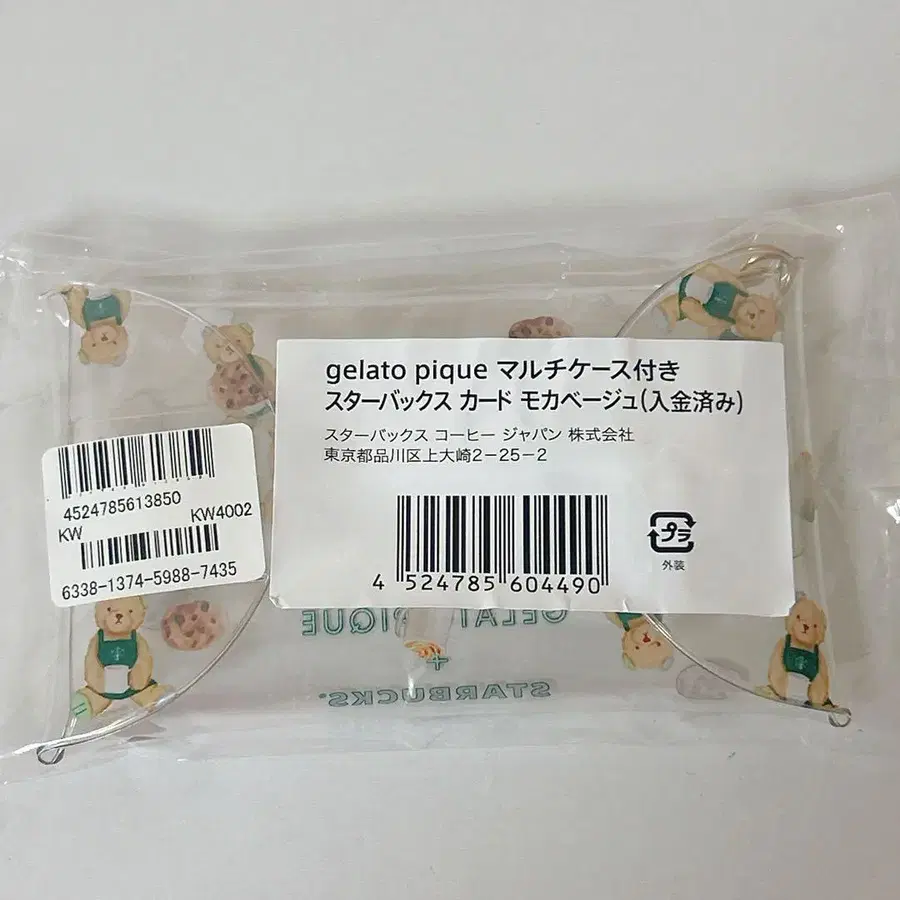 gelato pique マルチケース付き
スターバックス カード モカベージュ(入金済み)
スターバックス コーヒー ジャパン 株式会社
東京都品川区上大崎2-25-2
4 524785 604490
プラ
外装
4524785613850
KW KW4002
6338-1374-5988-7435
GELATO PIQUE
+
STARBUCKS